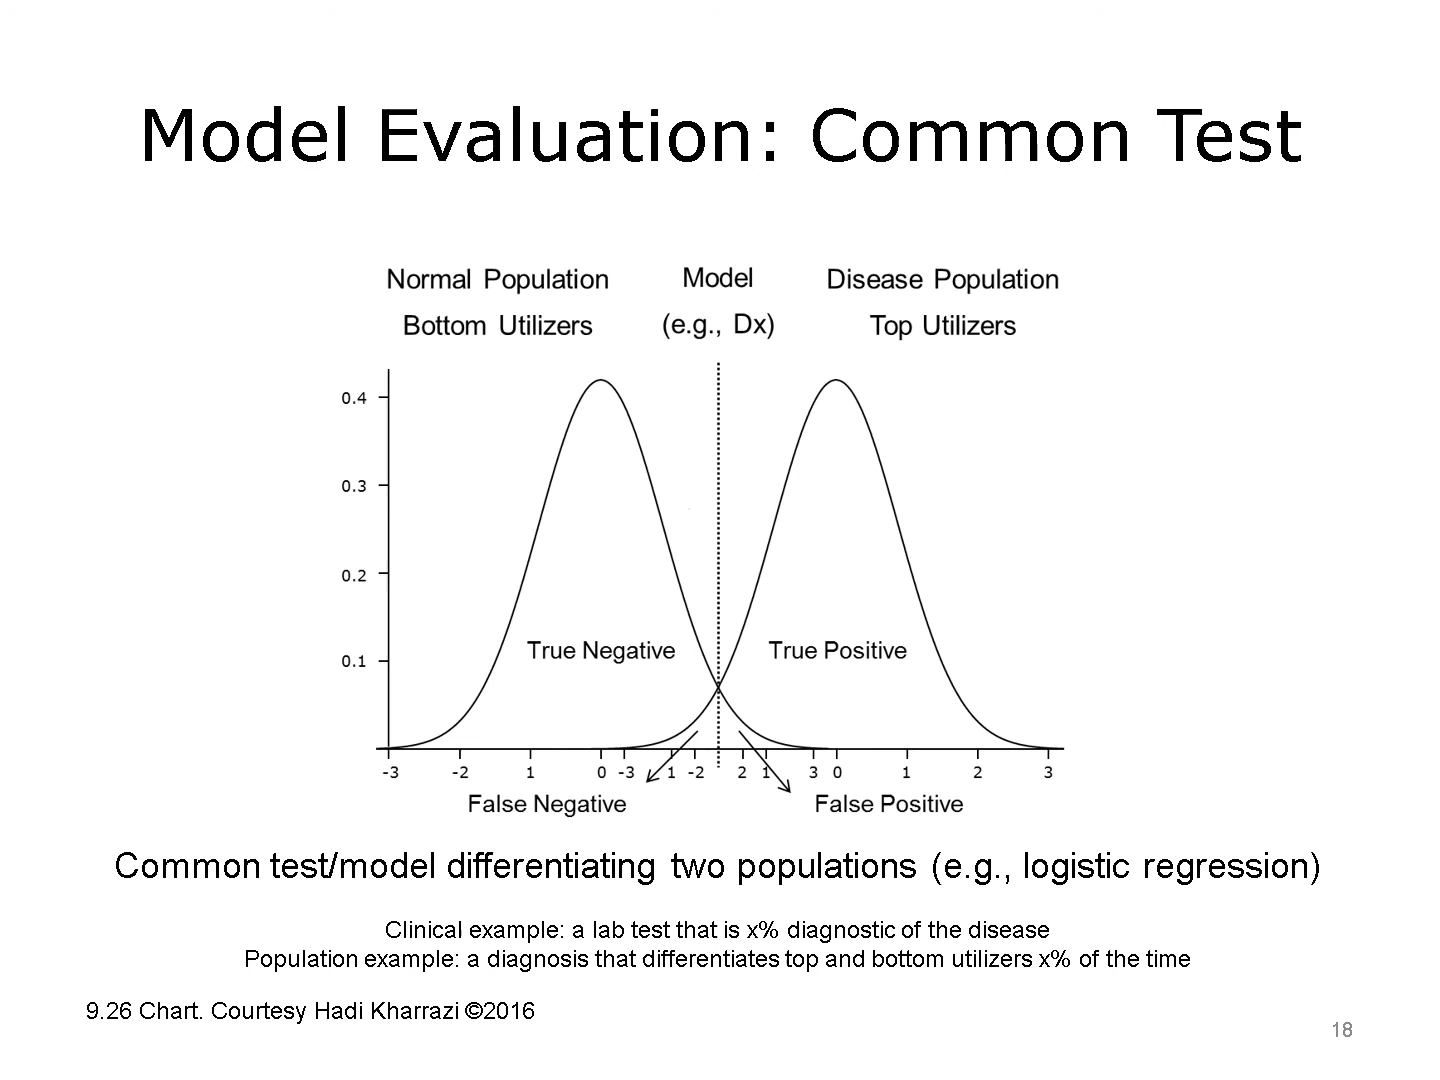 Model Evaluation: Common Test
Normal Population
Model
Disease Population
Bottom Utilizers
(e.g., Dx)
Top Utilizers
0.4
0.3
0.2
0.1
True Negative
True Positive
-3 -2 1 0 -3 1 -2 2 1 3 0 1 2 3
False Negative
False Positive
Common test/model differentiating two populations (e.g., logistic regression)
Clinical example: a lab test that is x% diagnostic of the disease
Population example: a diagnosis that differentiates top and bottom utilizers x% of the time
9.26 Chart. Courtesy Hadi Kharrazi ©2016
18